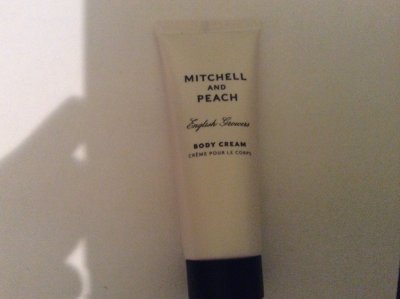 MITCHELL
AND
PEACH
English Growers
BODY CREAM
CRÈME POUR LE CORPS